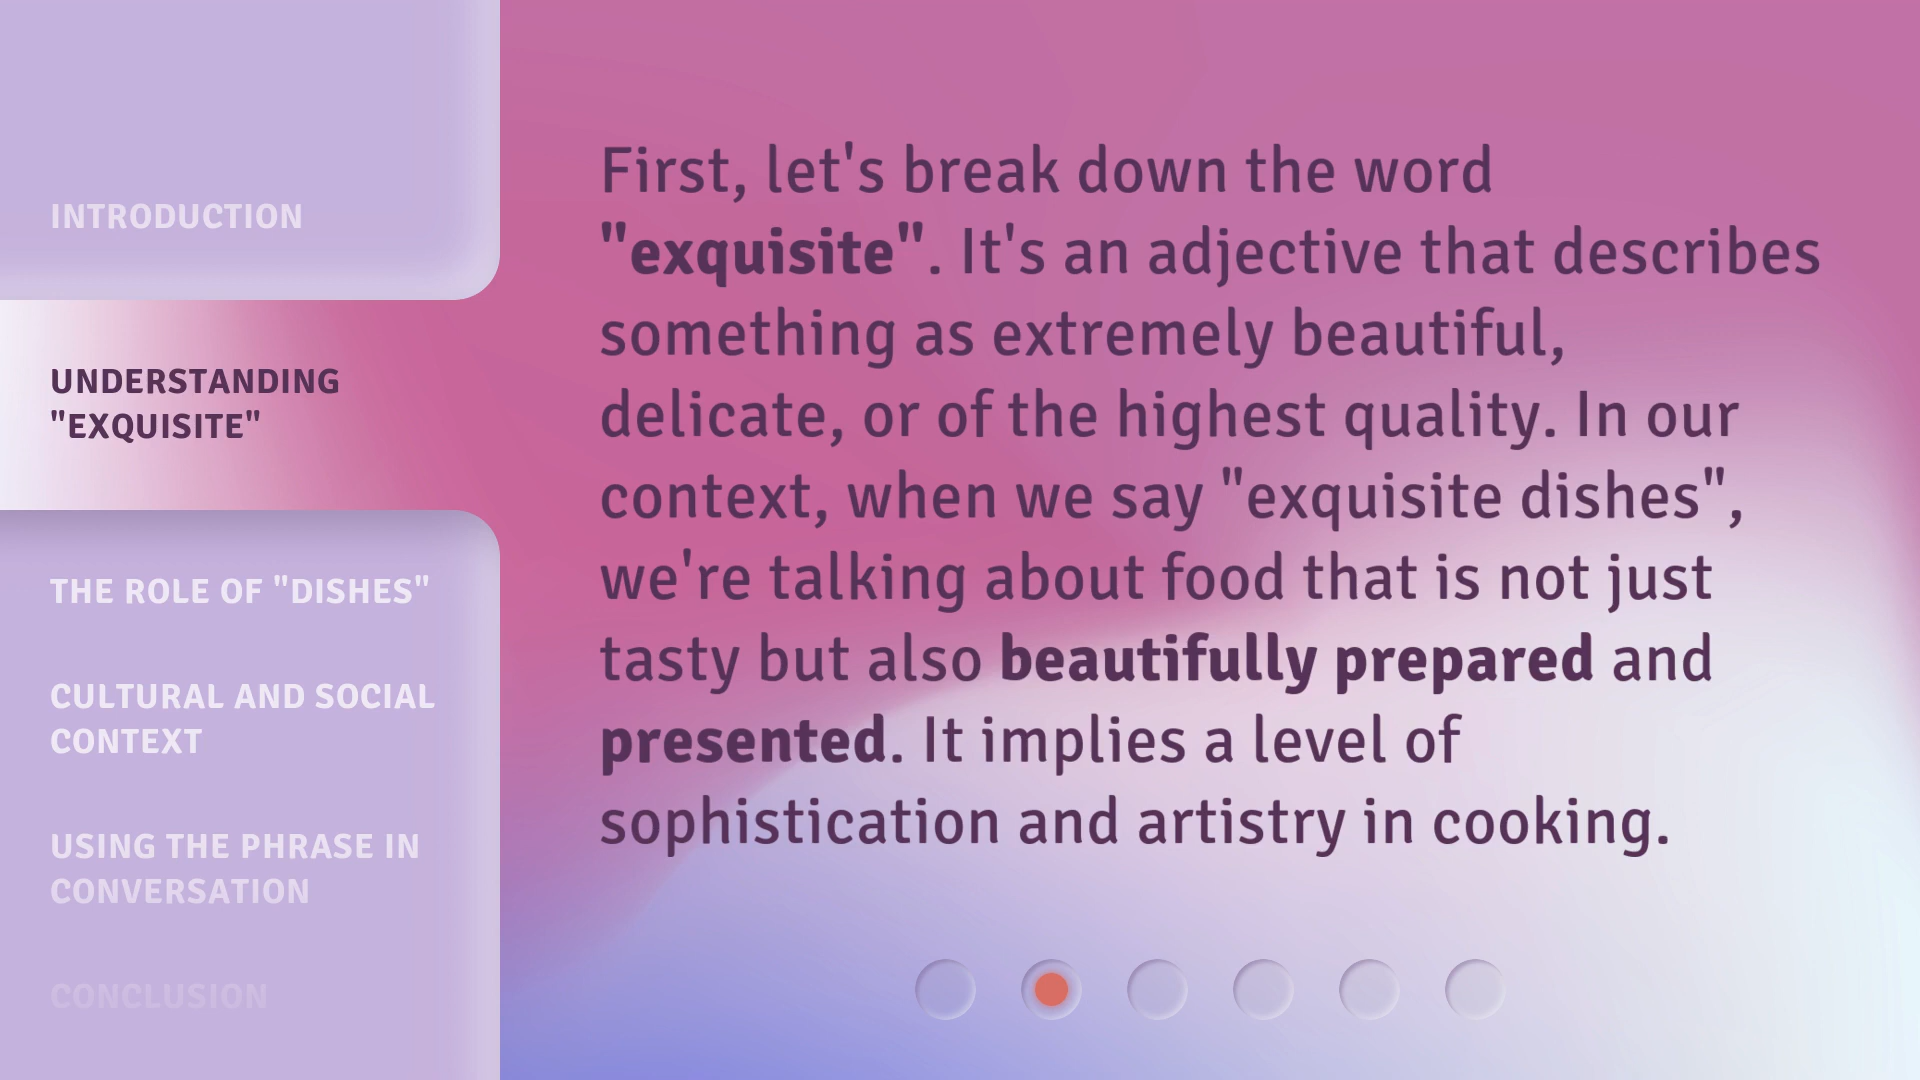 INTRODUCTION
UNDERSTANDING
"EXQUISITE"
THE ROLE OF "DISHES"
CULTURAL AND SOCIAL
CONTEXT
USING THE PHRASE IN
CONVERSATION
CONCLUSION
First, let's break down the word
"exquisite". It's an adjective that describes
something as extremely beautiful,
delicate, or of the highest quality. In our
context, when we say "exquisite dishes",
we're talking about food that is not just
tasty but also beautifully prepared and
presented. It implies a level of
sophistication and artistry in cooking.